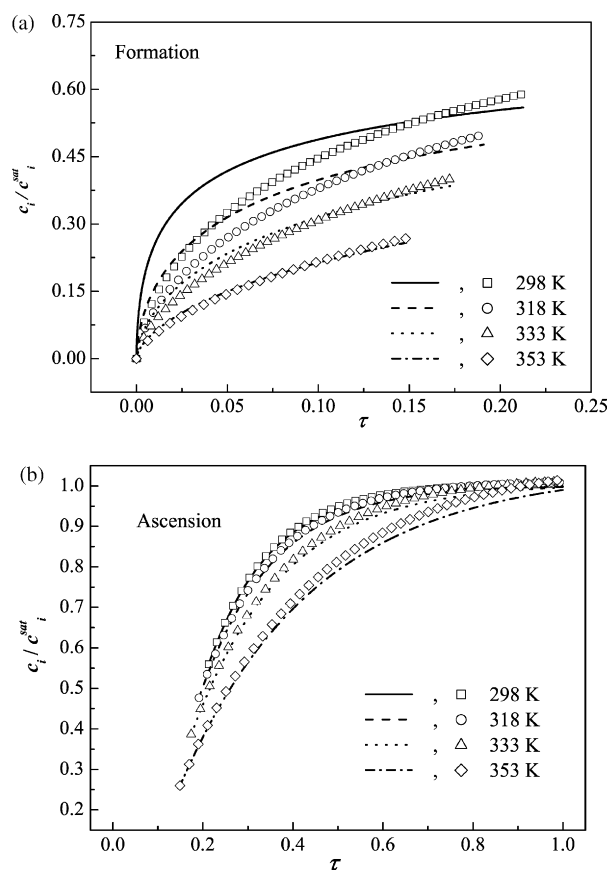 (a)
Formation
c_i / c_i^sat
0.75
0.60
0.45
0.30
0.15
0.00
, 298 K
, 318 K
, 333 K
, 353 K
0.00 0.05 0.10 0.15 0.20 0.25
τ
(b)
Ascension
c_i / c_i^sat
1.0
0.9
0.8
0.7
0.6
0.5
0.4
0.3
0.2
, 298 K
, 318 K
, 333 K
, 353 K
0.0 0.2 0.4 0.6 0.8 1.0
τ